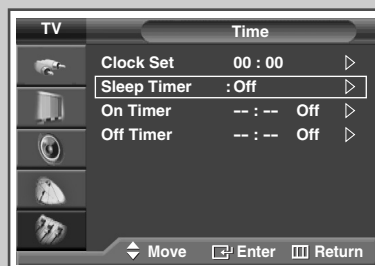 TV Time
Clock Set 00 : 00
Sleep Timer : Off
On Timer -- : -- Off
Off Timer -- : -- Off
Move Enter Return